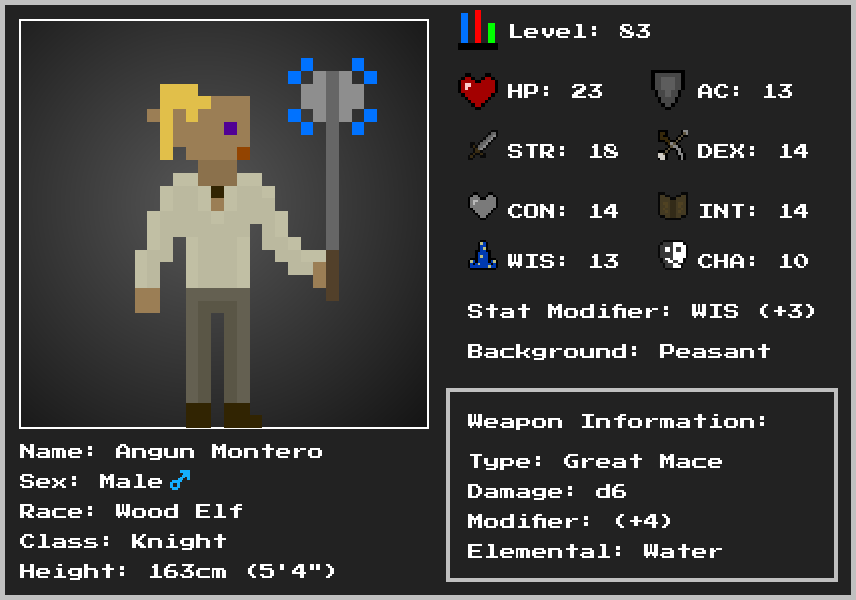 Level: 83
HP: 23 AC: 13
STR: 18 DEX: 14
CON: 14 INT: 14
WIS: 13 CHA: 10
Stat Modifier: WIS (+3)
Background: Peasant
Weapon Information:
Type: Great Mace
Damage: d6
Modifier: (+4)
Elemental: Water
Name: Angun Montero
Sex: Male♂
Race: Wood Elf
Class: Knight
Height: 163cm (5'4")